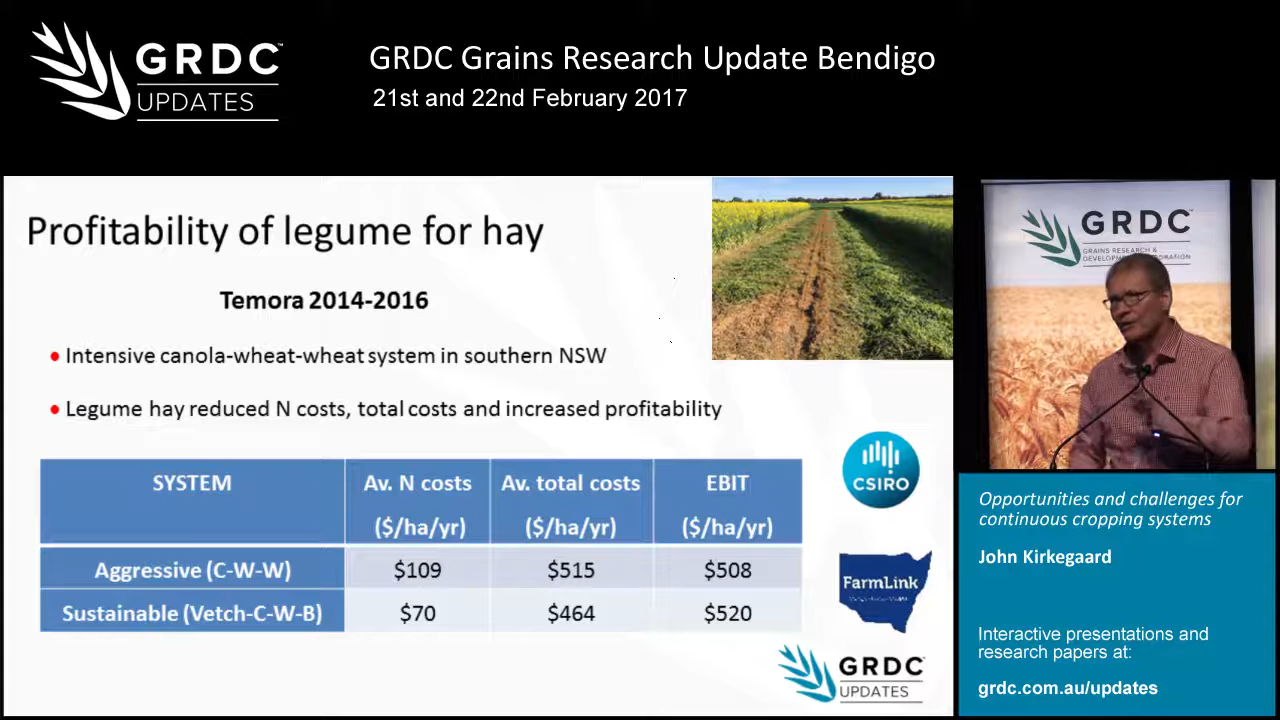 GRDC™
UPDATES
GRDC Grains Research Update Bendigo
21st and 22nd February 2017
Profitability of legume for hay
Temora 2014-2016
• Intensive canola-wheat-wheat system in southern NSW
• Legume hay reduced N costs, total costs and increased profitability
SYSTEM Av. N costs ($/ha/yr) Av. total costs ($/ha/yr) EBIT ($/ha/yr)
Aggressive (C-W-W) $109 $515 $508
Sustainable (Vetch-C-W-B) $70 $464 $520
CSIRO
FarmLink
GRDC™
UPDATES
GRDC™
GRAINS RESEARCH &
DEVELOPMENT CORPORATION
Opportunities and challenges for
continuous cropping systems
John Kirkegaard
Interactive presentations and
research papers at:
grdc.com.au/updates